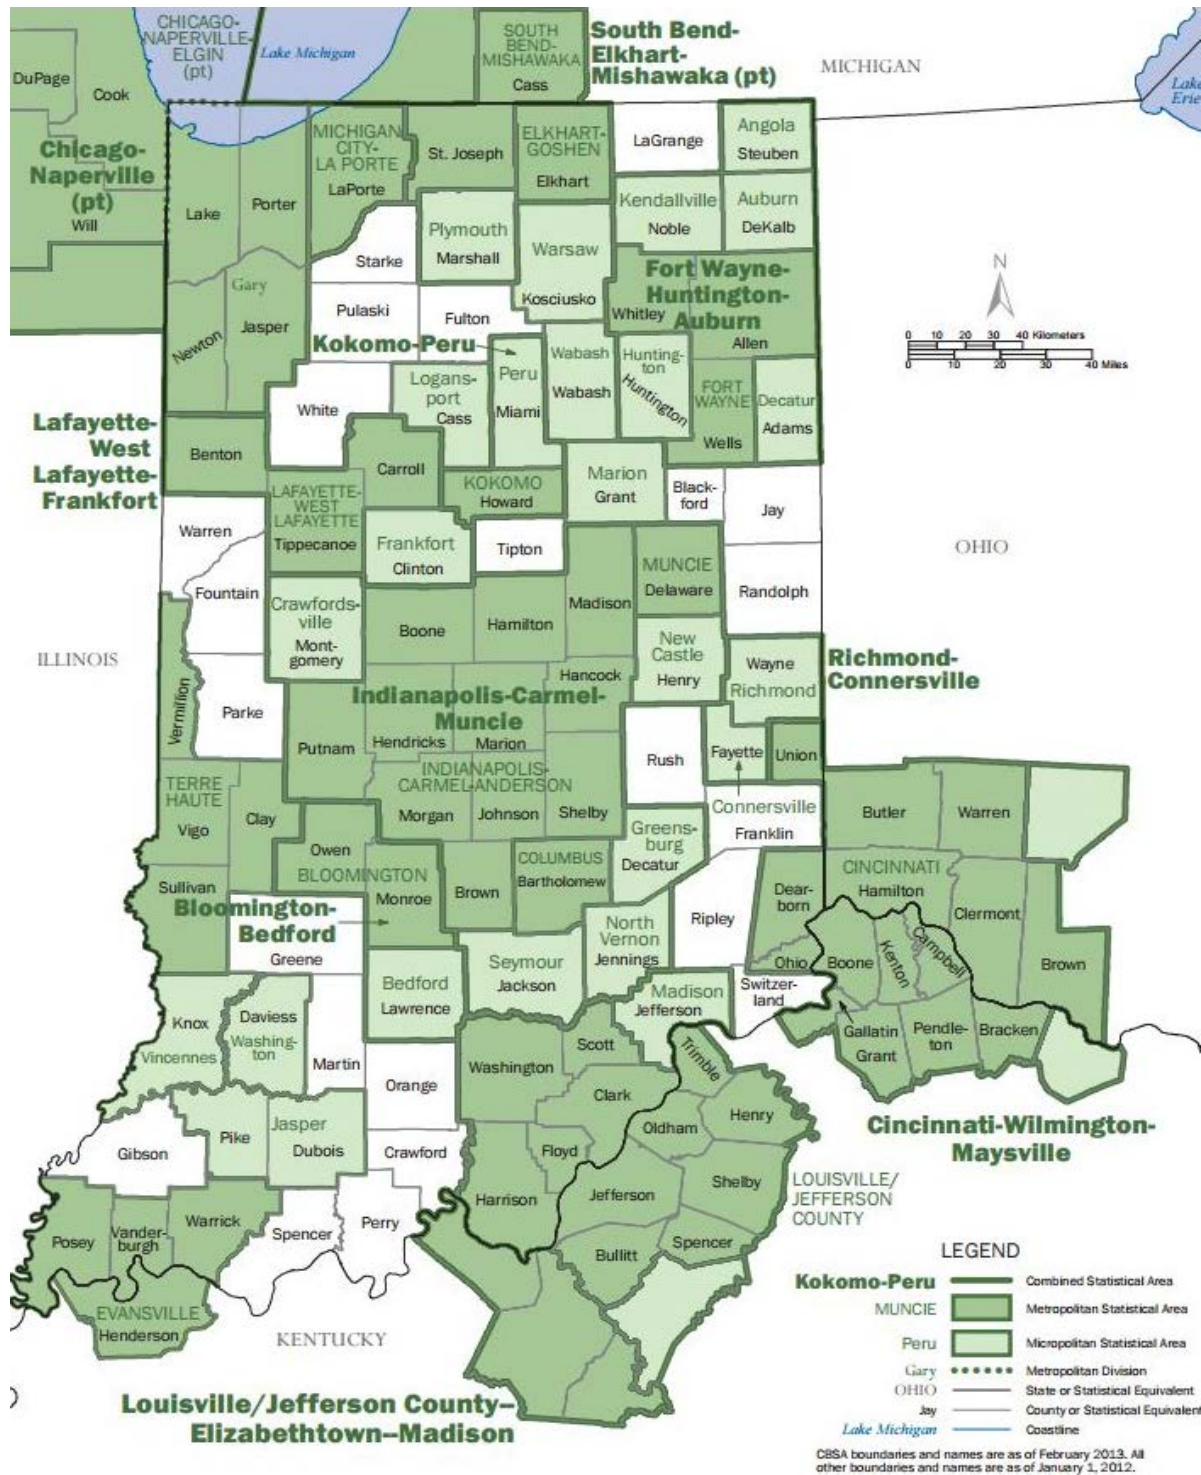 CHICAGO-
NAPERVILLE-
ELGIN
(pt)
Lake Michigan
SOUTH
BEND-
MISHAWAKA
Cass
South Bend-
Elkhart-
Mishawaka (pt)
MICHIGAN
Lake
Erie
DuPage
Cook
Chicago-
Naperville
(pt)
Will
Lake
Porter
MICHIGAN
CITY-
LA PORTE
LaPorte
St. Joseph
ELKHART-
GOSHEN
Elkhart
LaGrange
Angola
Steuben
Kendallville
Noble
Auburn
DeKalb
Plymouth
Marshall
Warsaw
Kosciusko
Starke
Gary
Newton
Jasper
Pulaski
Fulton
Kokomo-Peru
Fort Wayne-
Huntington-
Auburn
Whitley
Allen
N
0 10 20 30 40 Kilometers
0 10 20 30 40 Miles
White
Logans-
port
Cass
Peru
Miami
Wabash
Wabash
Hunting-
ton
Huntington
FORT
WAYNE
Wells
Decatur
Adams
Lafayette-
West
Lafayette-
Frankfort
Benton
Carroll
KOKOMO
Howard
Marion
Grant
Black-
ford
Jay
LAFAYETTE-
WEST
LAFAYETTE
Tippecanoe
Warren
Frankfort
Clinton
Tipton
OHIO
Fountain
Crawfords-
ville
Mont-
gomery
Boone
Hamilton
Madison
MUNCIE
Delaware
Randolph
ILLINOIS
New
Castle
Henry
Wayne
Richmond
Richmond-
Connersville
Vermillion
Parke
Putnam
Hancock
Indianapolis-Carmel-
Muncie
Hendricks
Marion
INDIANAPOLIS-
CARMEL-ANDERSON
Morgan
Johnson
Shelby
Rush
Fayette
Union
Connersville
Franklin
TERRE
HAUTE
Vigo
Clay
Owen
BLOOMINGTON
Monroe
Brown
COLUMBUS
Bartholomew
Greens-
burg
Decatur
Butler
Warren
CINCINNATI
Hamilton
Clermont
Sullivan
Bloomington-
Bedford
Greene
Dear-
born
Ohio
Ripley
North
Vernon
Jennings
Boone
Kenton
Campbell
Brown
Bedford
Lawrence
Seymour
Jackson
Madison
Jefferson
Switzer-
land
Gallatin
Grant
Pendle-
ton
Bracken
Knox
Vincennes
Daviess
Washing-
ton
Martin
Orange
Washington
Scott
Clark
Trimble
Henry
Oldham
Cincinnati-Wilmington-
Maysville
Gibson
Pike
Jasper
Dubois
Crawford
Floyd
Harrison
Jefferson
Shelby
LOUISVILLE/
JEFFERSON
COUNTY
Posey
Vander-
burgh
Warrick
Spencer
Perry
Bullitt
Spencer
EVANSVILLE
Henderson
KENTUCKY
Louisville/Jefferson County–
Elizabethtown–Madison
LEGEND
Kokomo-Peru Combined Statistical Area
MUNCIE Metropolitan Statistical Area
Peru Micropolitan Statistical Area
Gary Metropolitan Division
OHIO State or Statistical Equivalent
Jay County or Statistical Equivalent
Lake Michigan Coastline
CBSA boundaries and names are as of February 2013. All
other boundaries and names are as of January 1, 2012.